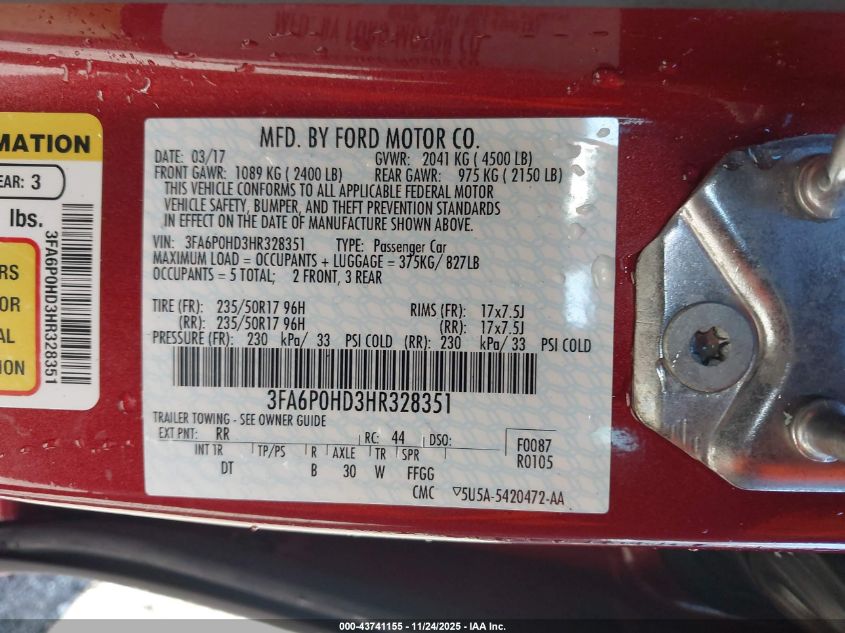 MFD. BY FORD MOTOR CO.
DATE: 03/17 GVWR: 2041 KG ( 4500 LB)
FRONT GAWR: 1089 KG ( 2400 LB) REAR GAWR: 975 KG ( 2150 LB)
THIS VEHICLE CONFORMS TO ALL APPLICABLE FEDERAL MOTOR
VEHICLE SAFETY, BUMPER, AND THEFT PREVENTION STANDARDS
IN EFFECT ON THE DATE OF MANUFACTURE SHOWN ABOVE.
VIN: 3FA6P0HD3HR328351 TYPE: Passenger Car
MAXIMUM LOAD = OCCUPANTS + LUGGAGE = 375KG/ 827LB
OCCUPANTS = 5 TOTAL; 2 FRONT, 3 REAR
TIRE (FR): 235/50R17 96H RIMS (FR): 17x7.5J
(RR): 235/50R17 96H (RR): 17x7.5J
PRESSURE (FR): 230 kPa/ 33 PSI COLD (RR): 230 kPa/ 33 PSI COLD
3FA6P0HD3HR328351
TRAILER TOWING - SEE OWNER GUIDE
EXT PNT: RR RC: 44 DSO: F0087
INT TR TP/PS R AXLE TR SPR R0105
DT B 30 W FFGG
CMC ▽5U5A-5420472-AA
RMATION
EAR: 3
lbs.
RS
OR
AL
ION
3FA6P0HD3HR328351
MFD. BY FORD MOTOR CO.
000-43741155 - 11/24/2025 - IAA Inc.